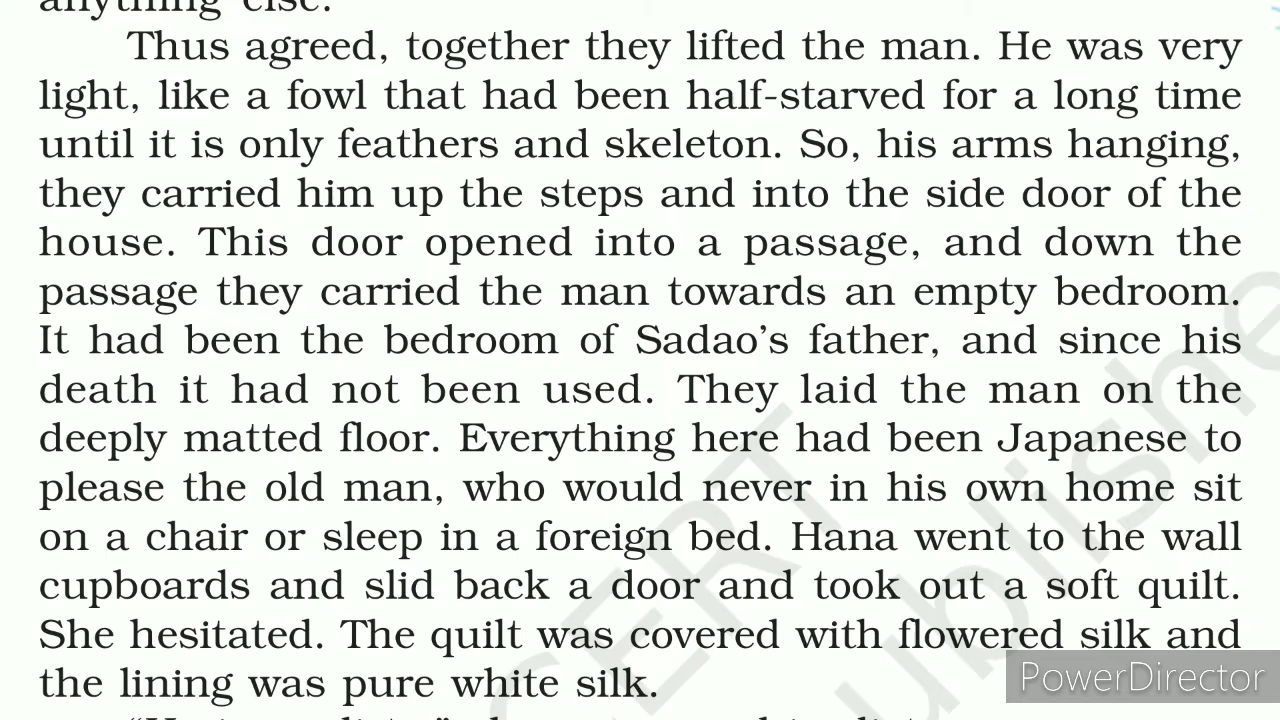 anything else.
Thus agreed, together they lifted the man. He was very
light, like a fowl that had been half-starved for a long time
until it is only feathers and skeleton. So, his arms hanging,
they carried him up the steps and into the side door of the
house. This door opened into a passage, and down the
passage they carried the man towards an empty bedroom.
It had been the bedroom of Sadao’s father, and since his
death it had not been used. They laid the man on the
deeply matted floor. Everything here had been Japanese to
please the old man, who would never in his own home sit
on a chair or sleep in a foreign bed. Hana went to the wall
cupboards and slid back a door and took out a soft quilt.
She hesitated. The quilt was covered with flowered silk and
the lining was pure white silk.
PowerDirector